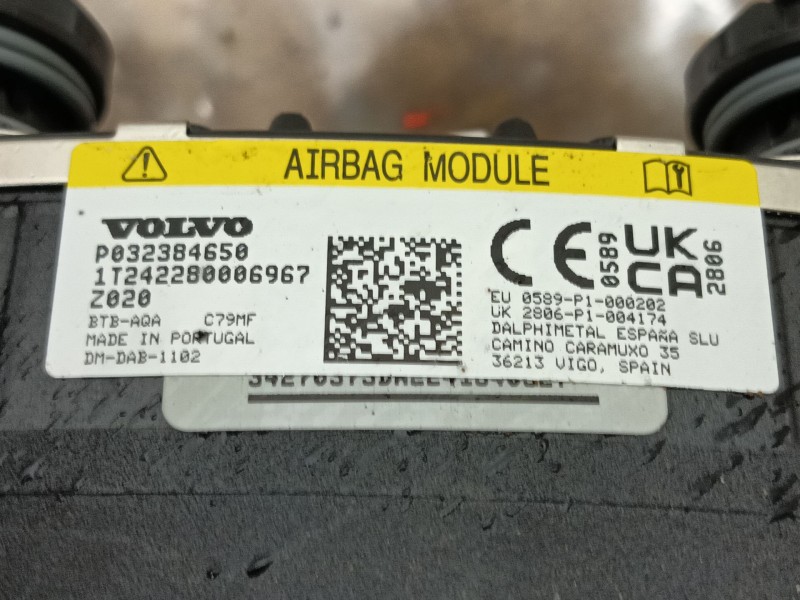 AIRBAG MODULE
VOLVO
P032384650
1T242280006967
Z020
BTB-AQA C79MF
MADE IN PORTUGAL
DM-DAB-1102
CE 0589
UK CA 2806
EU 0589-P1-000202
UK 2806-P1-004174
DALPHIMETAL ESPAÑA SLU
CAMINO CARAMUXO 35
36213 VIGO, SPAIN